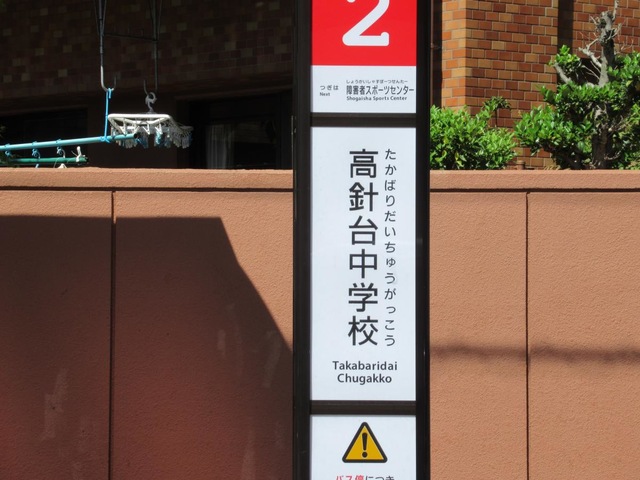 2
つぎは
Next
しょうがいしゃすぽーつせんたー
障害者スポーツセンター
Shogaisha Sports Center
たかばりだいちゅうがっこう
高針台中学校
Takabaridai
Chugakko
バス停につき